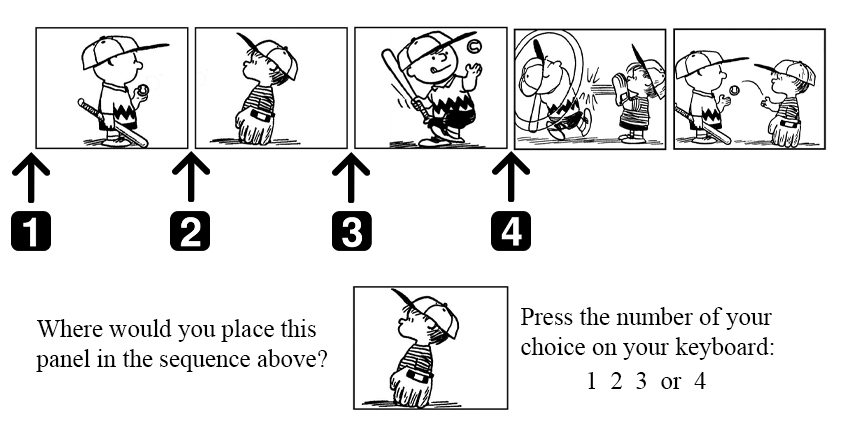 1 2 3 4
Where would you place this
panel in the sequence above?
Press the number of your
choice on your keyboard:
1 2 3 or 4